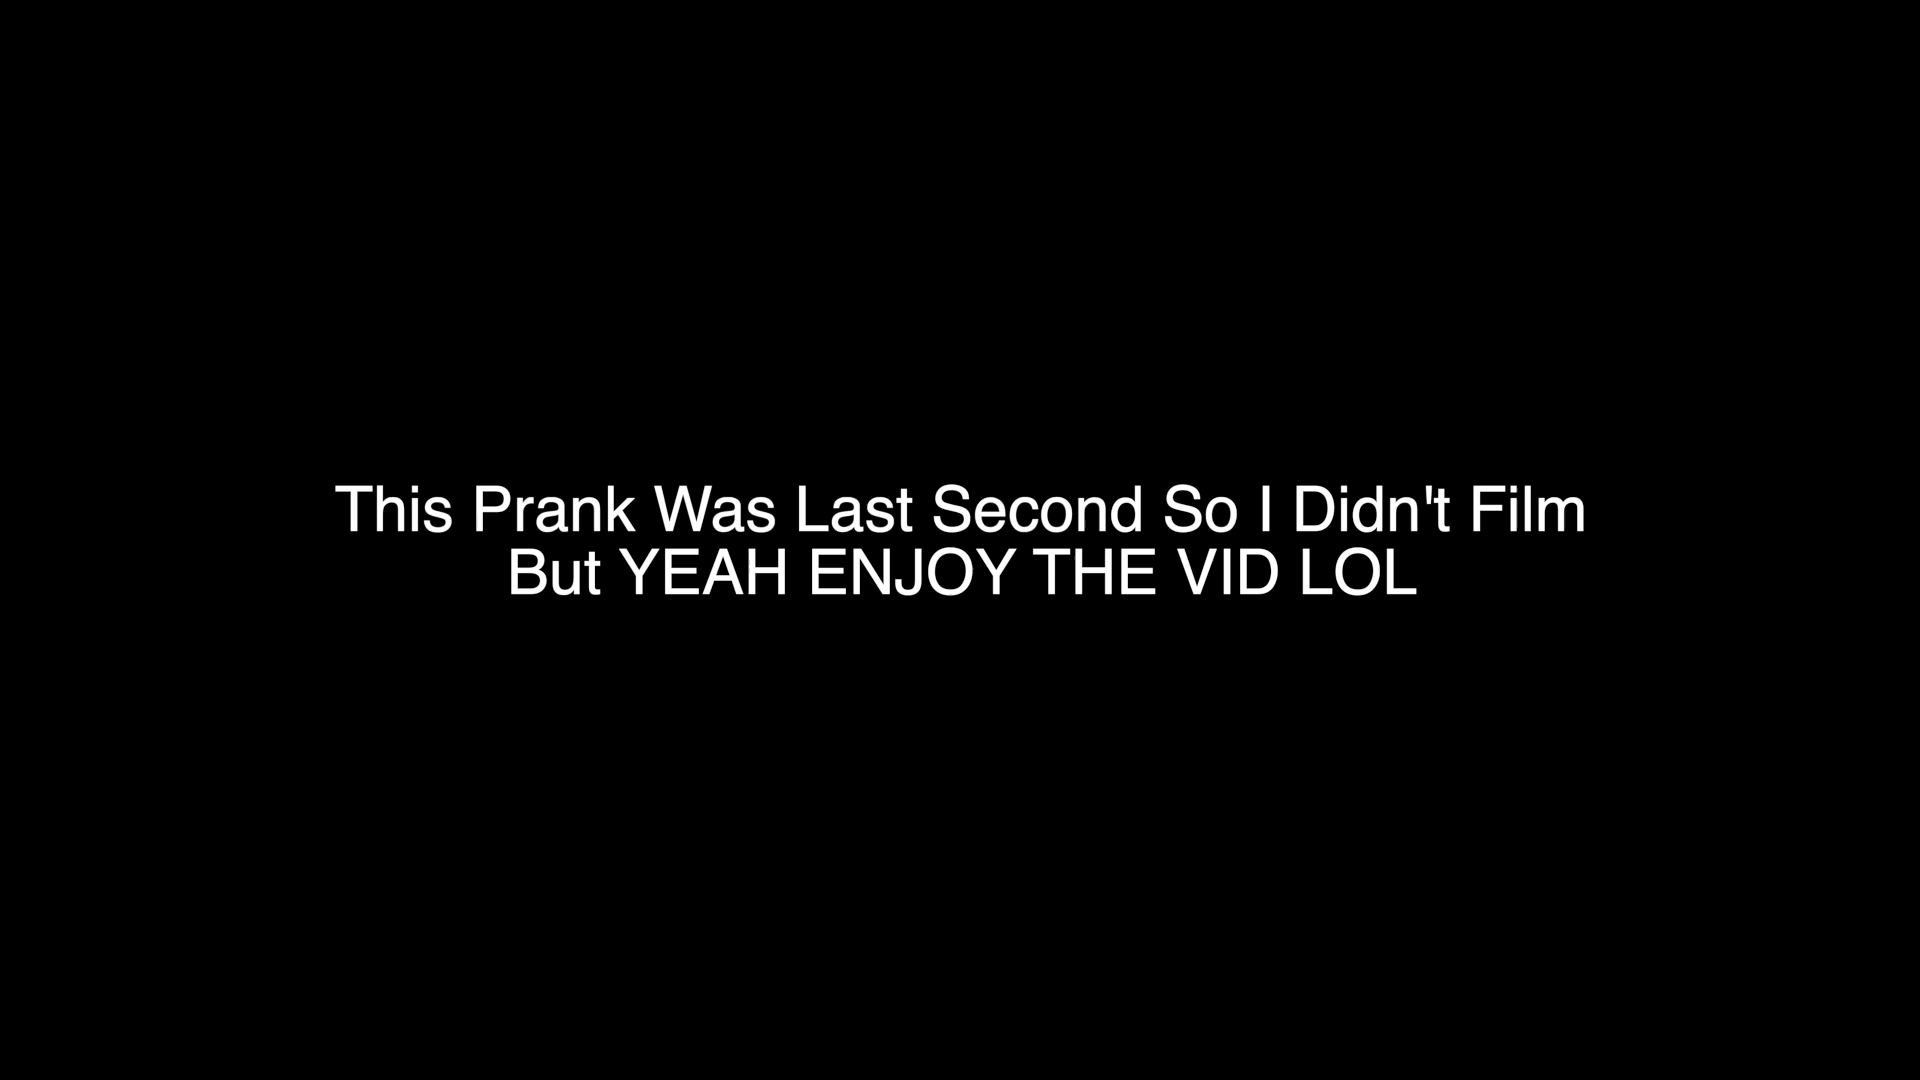 This Prank Was Last Second So I Didn't Film
But YEAH ENJOY THE VID LOL